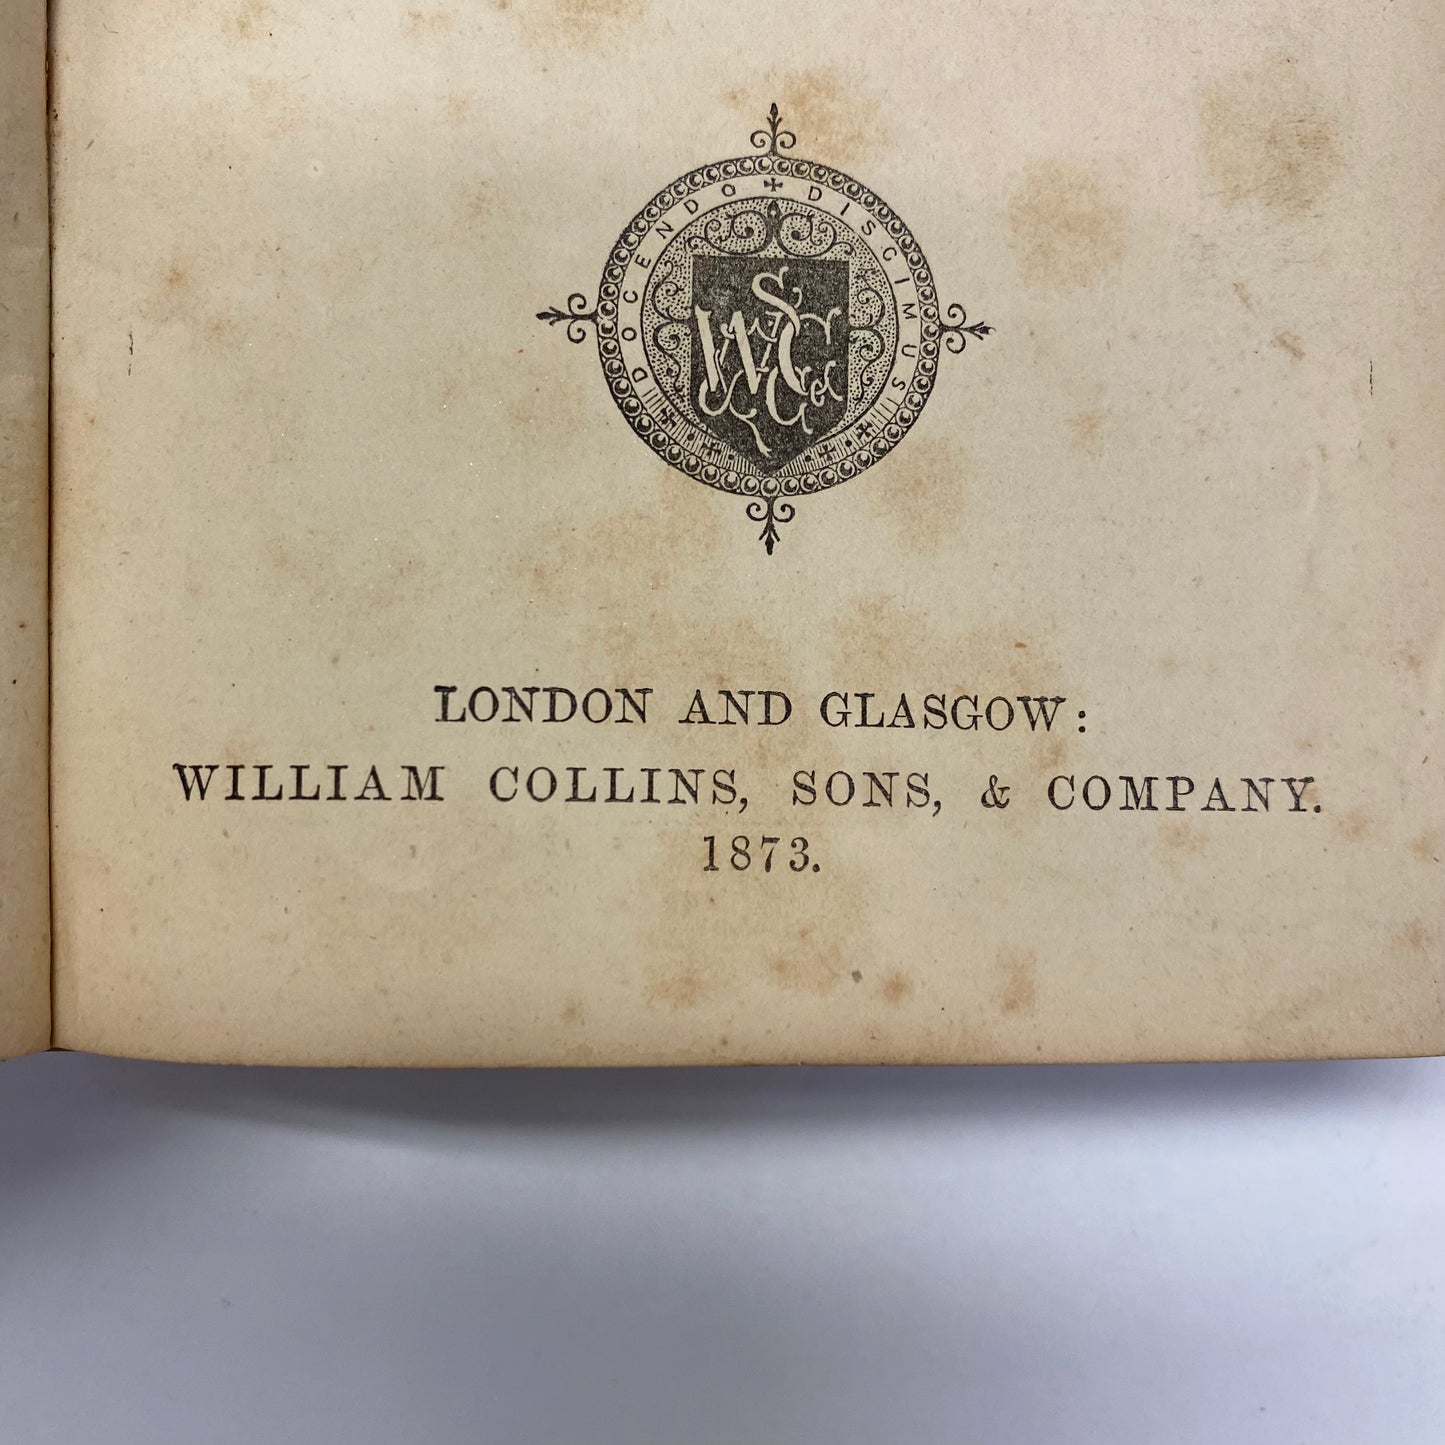 DOCENDO DISCIMUS
LONDON AND GLASGOW:
WILLIAM COLLINS, SONS, & COMPANY.
1873.